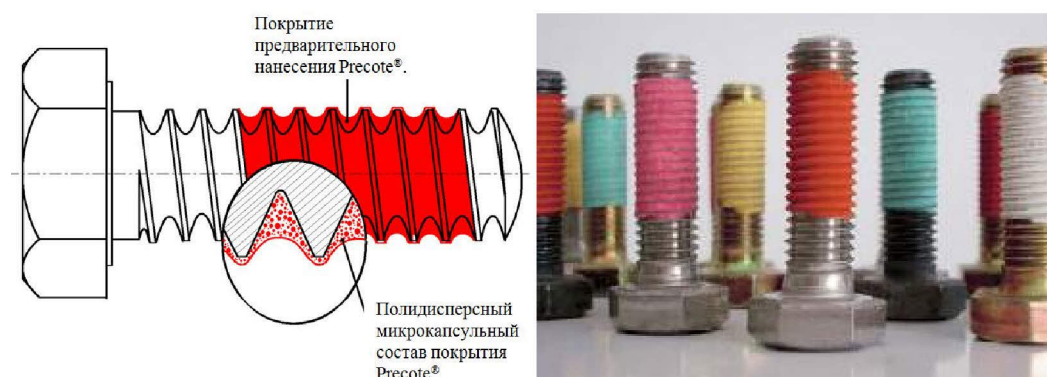 Покрытие
предварительного
нанесения Precote®.
Полидисперсный
микрокапсульный
состав покрытия
Precote®